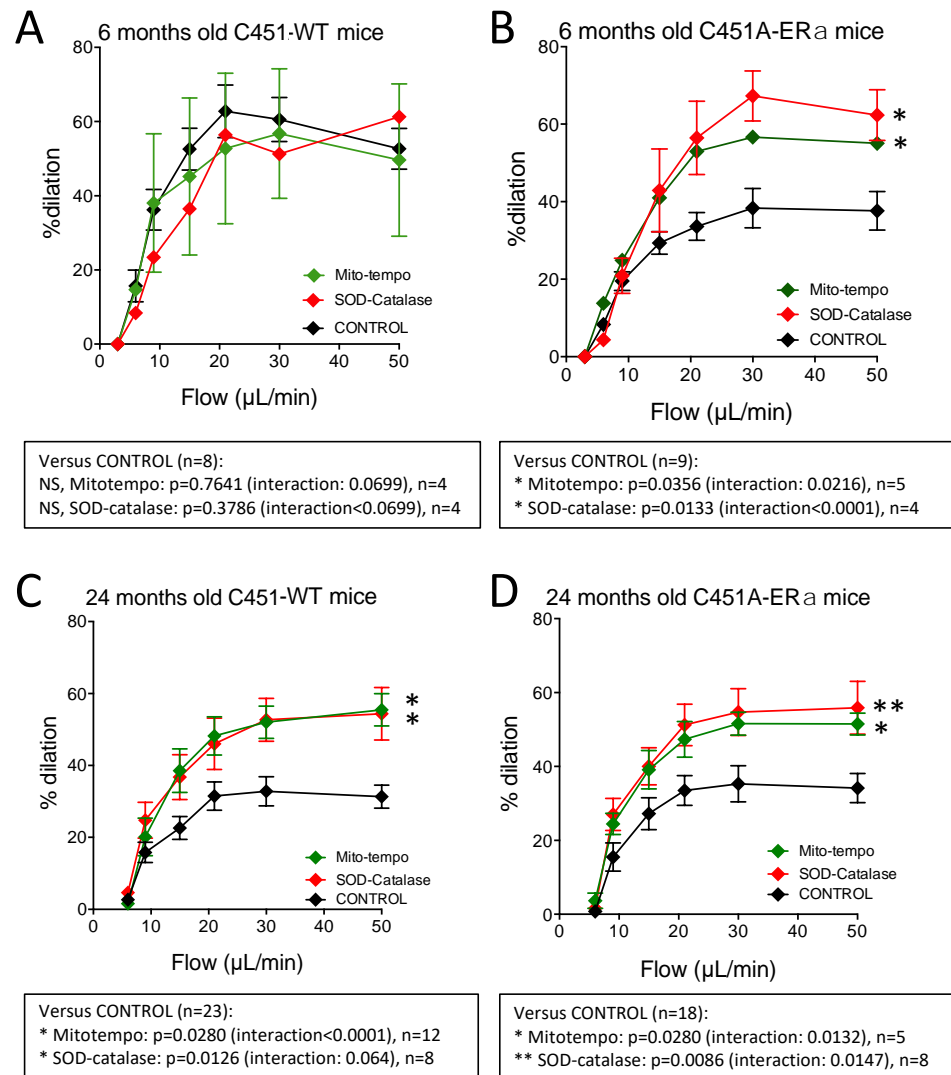 A
6 months old C451-WT mice
80
60
40
20
0
%dilation
0 10 20 30 40 50
Flow (µL/min)
Mito-tempo
SOD-Catalase
CONTROL
Versus CONTROL (n=8):
NS, Mitotempo: p=0.7641 (interaction: 0.0699), n=4
NS, SOD-catalase: p=0.3786 (interaction<0.0699), n=4
B
6 months old C451A-ERa mice
80
60
40
20
0
%dilation
0 10 20 30 40 50
Flow (µL/min)
*
*
Mito-tempo
SOD-Catalase
CONTROL
Versus CONTROL (n=9):
* Mitotempo: p=0.0356 (interaction: 0.0216), n=5
* SOD-catalase: p=0.0133 (interaction<0.0001), n=4
C
24 months old C451-WT mice
80
60
40
20
0
% dilation
0 10 20 30 40 50
Flow (µL/min)
*
*
Mito-tempo
SOD-Catalase
CONTROL
Versus CONTROL (n=23):
* Mitotempo: p=0.0280 (interaction<0.0001), n=12
* SOD-catalase: p=0.0126 (interaction: 0.064), n=8
D
24 months old C451A-ERa mice
80
60
40
20
0
% dilation
0 10 20 30 40 50
Flow (µL/min)
**
*
Mito-tempo
SOD-Catalase
CONTROL
Versus CONTROL (n=18):
* Mitotempo: p=0.0280 (interaction: 0.0132), n=5
** SOD-catalase: p=0.0086 (interaction: 0.0147), n=8